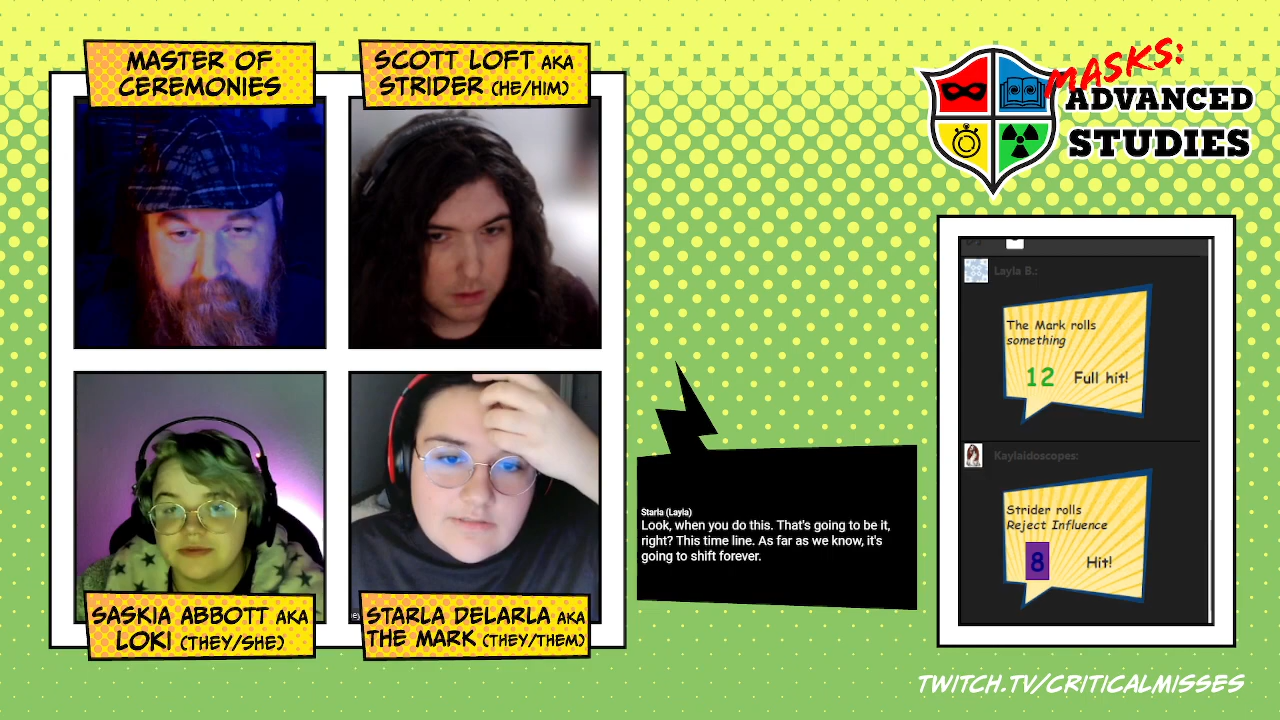 MASTER OF
CEREMONIES
SCOTT LOFT AKA
STRIDER (HE/HIM)
SASKIA ABBOTT AKA
LOKI (THEY/SHE)
STARLA DELARLA AKA
THE MARK (THEY/THEM)
Starla (Layla)
Look, when you do this. That's going to be it,
right? This time line. As far as we know, it's
going to shift forever.
MASKS:
ADVANCED
STUDIES
Layla B.:
The Mark rolls
something
12 Full hit!
Kaylaidoscopes:
Strider rolls
Reject Influence
8 Hit!
TWITCH.TV/CRITICALMISSES